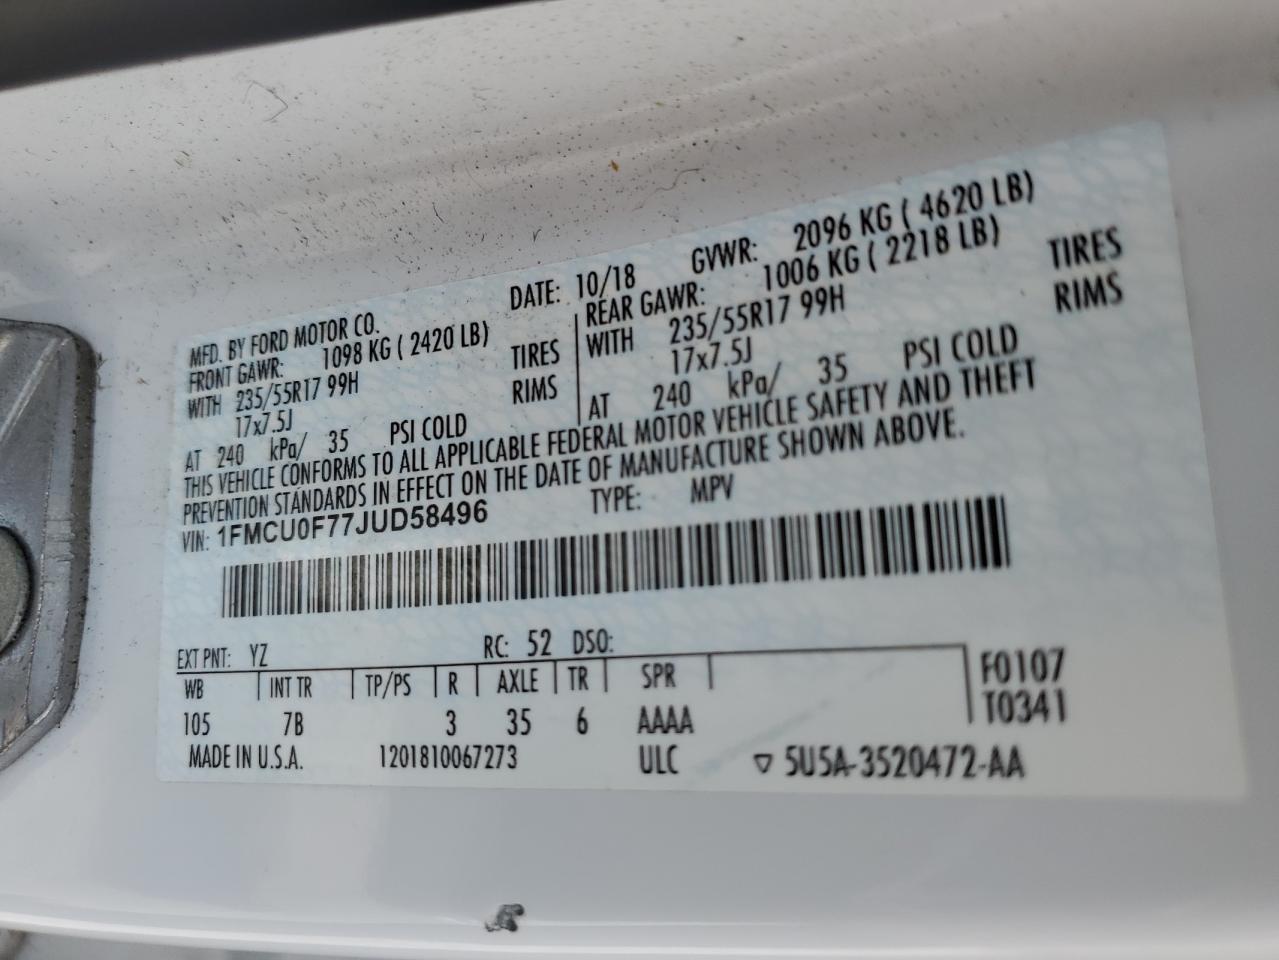 MFD. BY FORD MOTOR CO.
DATE: 10/18 GVWR: 2096 KG ( 4620 LB)
FRONT GAWR: 1098 KG ( 2420 LB)
WITH 235/55R17 99H TIRES
17x7.5J RIMS
AT 240 kPa/ 35 PSI COLD
REAR GAWR: 1006 KG ( 2218 LB)
WITH 235/55R17 99H TIRES
17x7.5J RIMS
AT 240 kPa/ 35 PSI COLD
THIS VEHICLE CONFORMS TO ALL APPLICABLE FEDERAL MOTOR VEHICLE SAFETY AND THEFT
PREVENTION STANDARDS IN EFFECT ON THE DATE OF MANUFACTURE SHOWN ABOVE.
VIN: 1FMCU0F77JUD58496 TYPE: MPV
EXT PNT: YZ RC: 52 DSO:
WB INT TR TP/PS R AXLE TR SPR F0107
105 7B 3 35 6 AAAA T0341
MADE IN U.S.A. 1201810067273 ULC ▽ 5U5A-3520472-AA